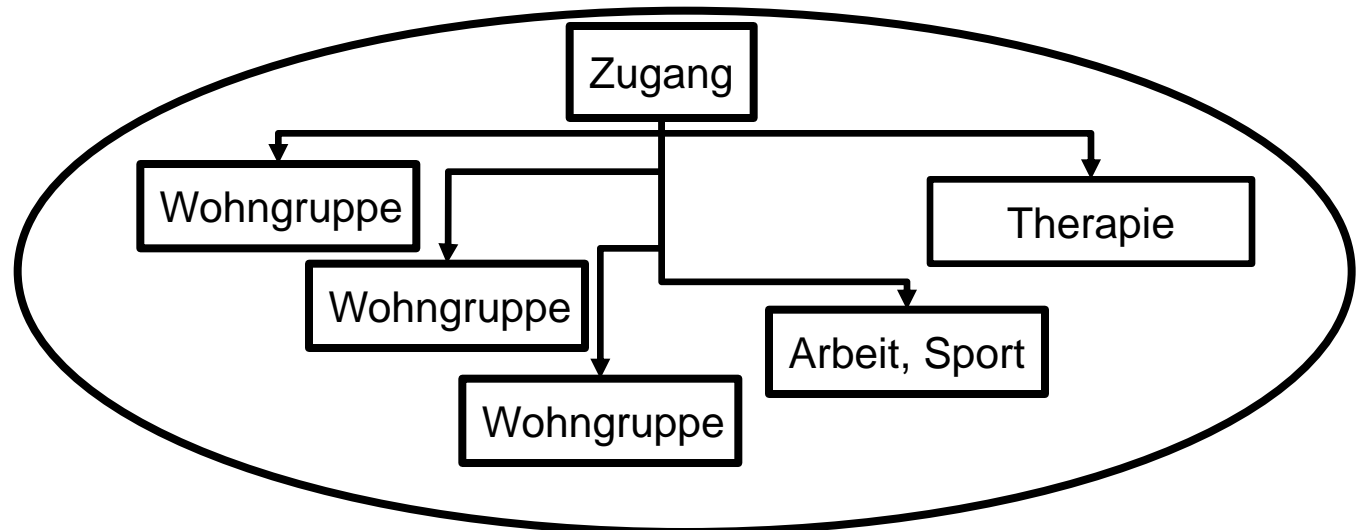 Zugang
Wohngruppe
Therapie
Wohngruppe
Arbeit, Sport
Wohngruppe